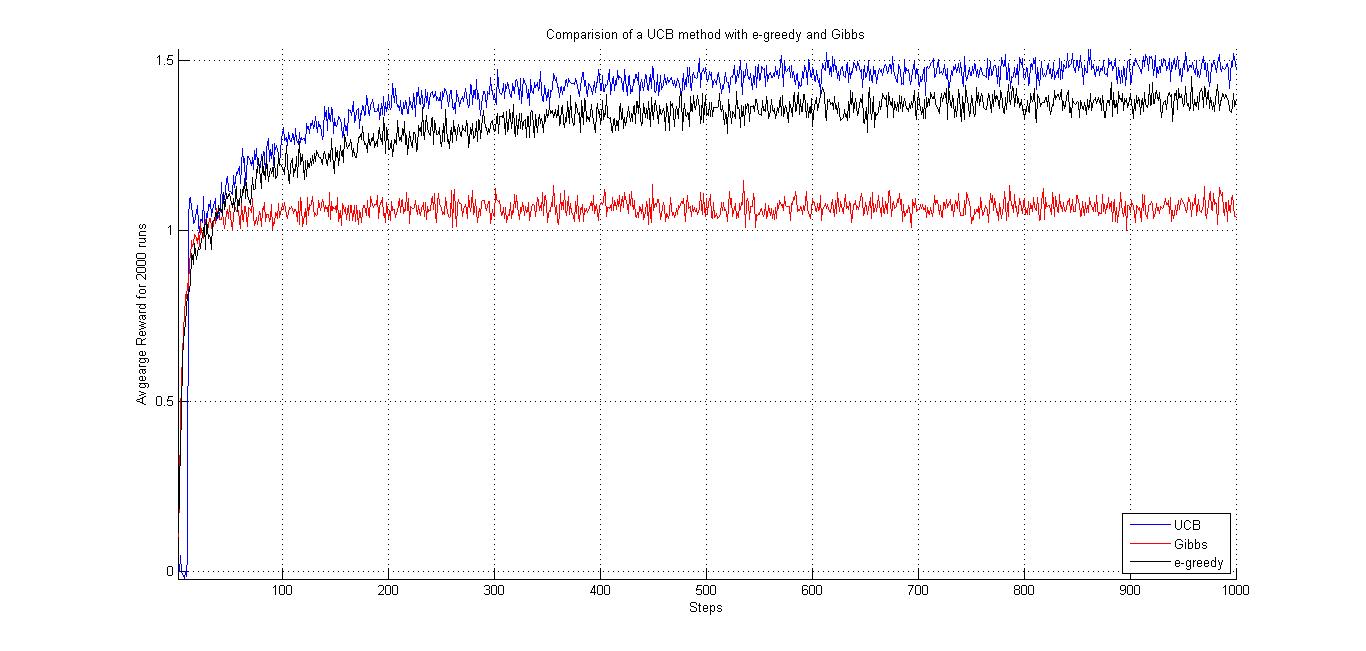 Comparision of a UCB method with e-greedy and Gibbs
1.5
1
0.5
0
Avgearge Reward for 2000 runs
100 200 300 400 500 600 700 800 900 1000
Steps
UCB
Gibbs
e-greedy